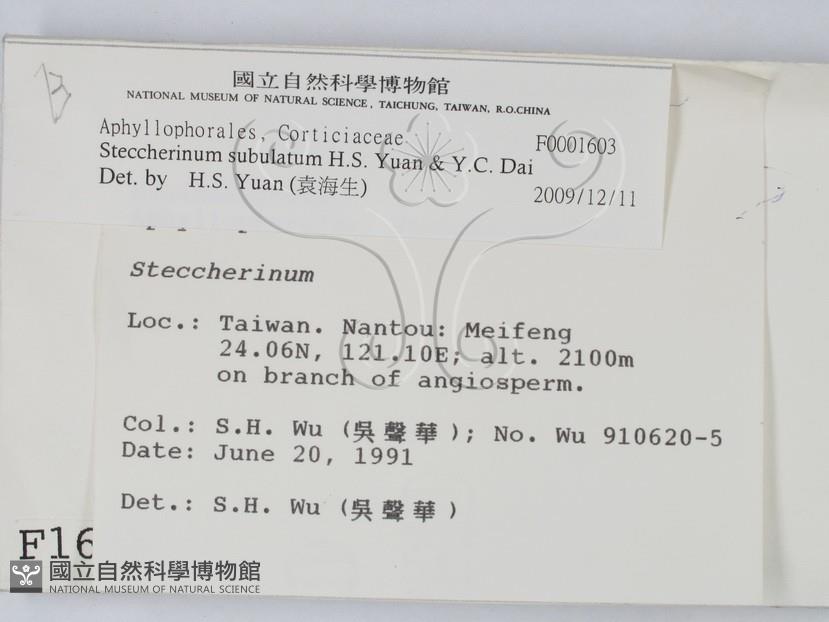 B
國立自然科學博物館
NATIONAL MUSEUM OF NATURAL SCIENCE, TAICHUNG, TAIWAN, R.O.CHINA
Aphyllophorales, Corticiaceae F0001603
Steccherinum subulatum H.S. Yuan & Y.C. Dai
Det. by H.S. Yuan (袁海生) 2009/12/11
Steccherinum
Loc.: Taiwan. Nantou: Meifeng
24.06N, 121.10E; alt. 2100m
on branch of angiosperm.
Col.: S.H. Wu (吳聲華); No. Wu 910620-5
Date: June 20, 1991
Det.: S.H. Wu (吳聲華)
F16
國立自然科學博物館
NATIONAL MUSEUM OF NATURAL SCIENCE